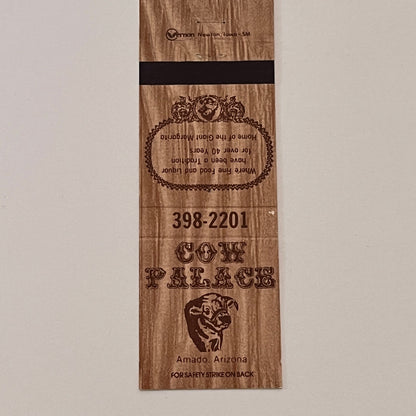 Vernon Newton, Iowa - SM
Where Fine Food and Liquor
have been a Tradition
for over 40 Years
Home of the Giant Margarita
398-2201
COW
PALACE
Amado, Arizona
FOR SAFETY STRIKE ON BACK